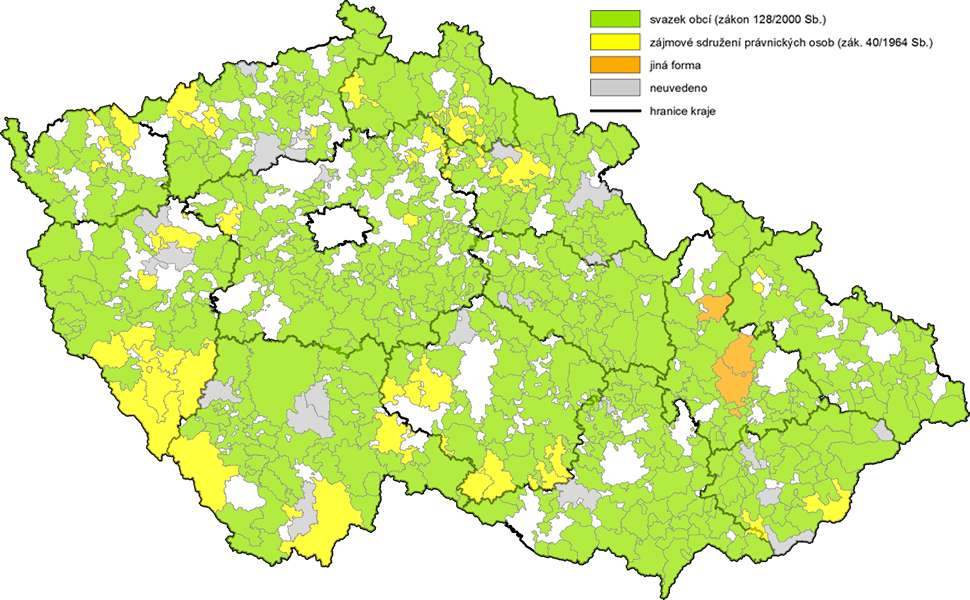 svazek obcí (zákon 128/2000 Sb.)
zájmové sdružení právnických osob (zák. 40/1964 Sb.)
jiná forma
neuvedeno
hranice kraje